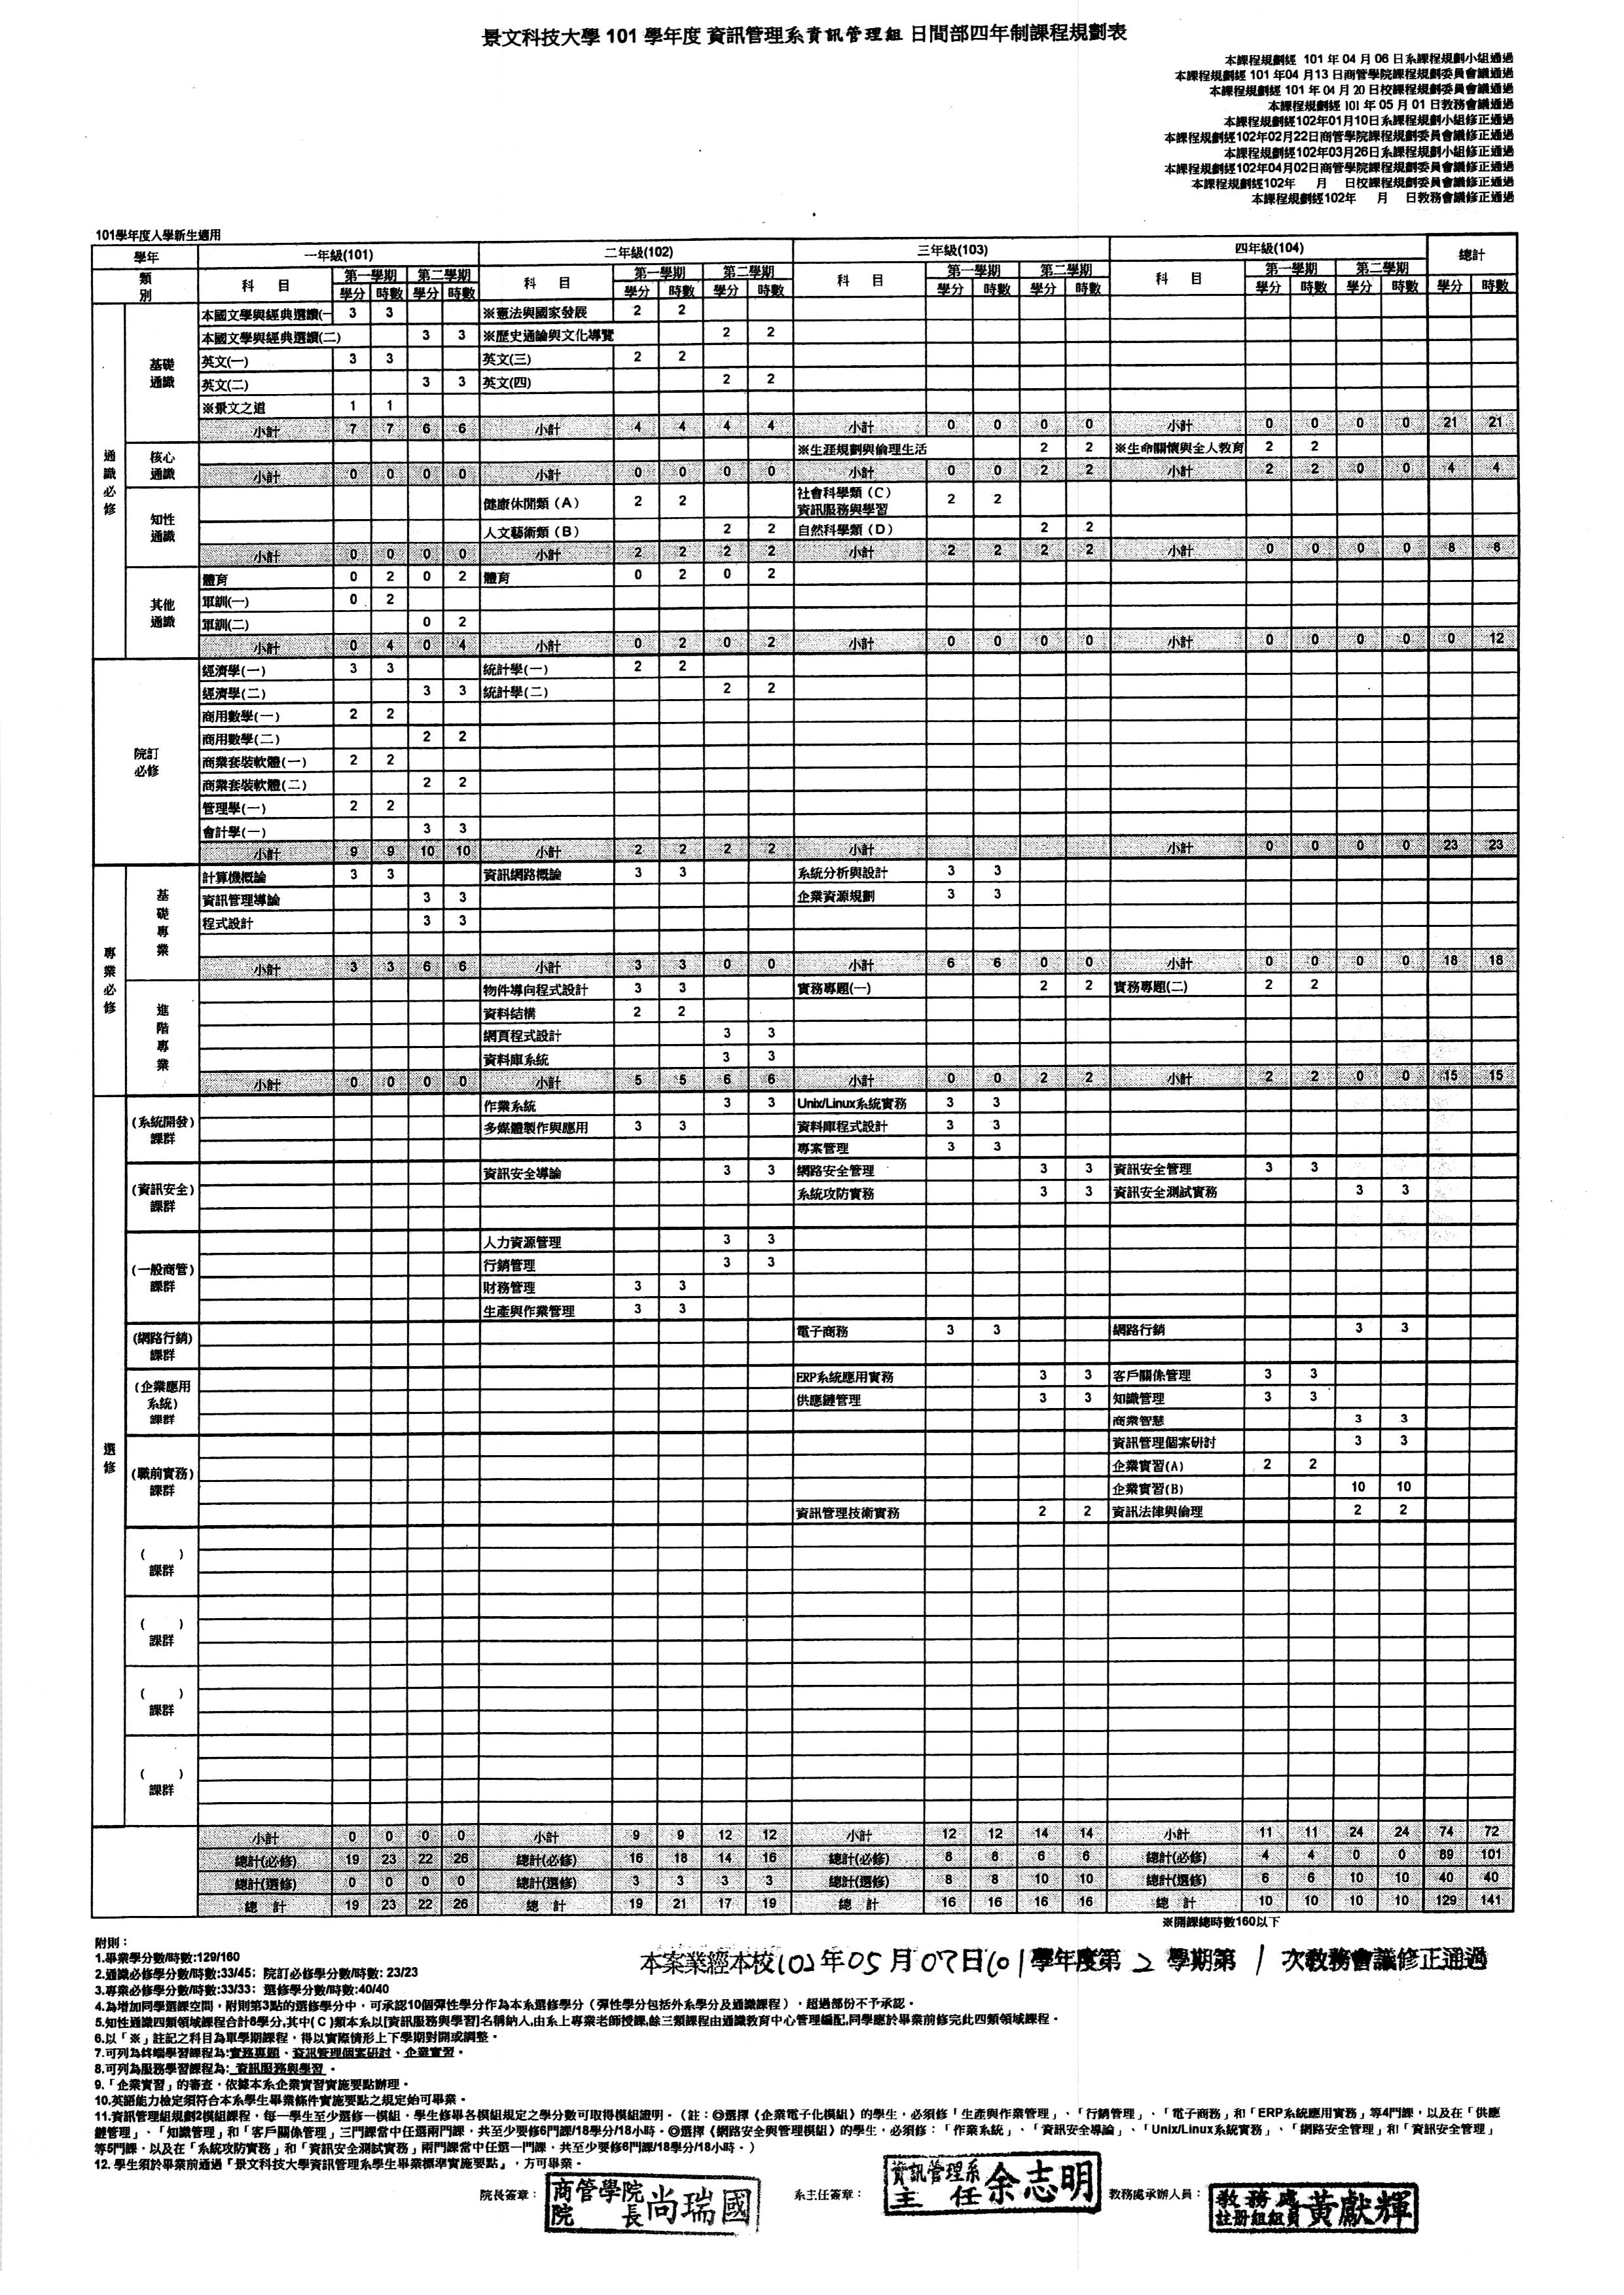 景文科技大學 101 學年度 資訊管理系資訊管理組 日間部四年制課程規劃表
本課程規劃經 101 年 04 月 06 日系課程規劃小組通過
本課程規劃經 101 年04 月 13 日商管學院課程規劃委員會議通過
本課程規劃經 101 年 04 月 20 日校課程規劃委員會議通過
本課程規劃經 101 年 05 月 01 日教務會議通過
本課程規劃經102年01月10日系課程規劃小組修正通過
本課程規劃經102年02月22日商管學院課程規劃委員會議修正通過
本課程規劃經102年03月26日系課程規劃小組修正通過
本課程規劃經102年04月02日商管學院課程規劃委員會議修正通過
本課程規劃經102年 月 日校課程規劃委員會議修正通過
本課程規劃經102年 月 日教務會議修正通過
101學年度入學新生適用
學年 一年級(101) 二年級(102) 三年級(103) 四年級(104) 總計
類別 科 目 第一學期 第二學期 科 目 第一學期 第二學期 科 目 第一學期 第二學期 科 目 第一學期 第二學期
學分 時數 學分 時數 學分 時數 學分 時數 學分 時數 學分 時數 學分 時數 學分 時數 學分 時數
通識必修
基礎通識
本國文學與經典選讀(一 3 3 ※憲法與國家發展 2 2
本國文學與經典選讀(二) 3 3 ※歷史通論與文化導覽 2 2
英文(一) 3 3 英文(三) 2 2
英文(二) 3 3 英文(四) 2 2
※景文之道 1 1
小計 7 7 6 6 小計 4 4 4 4 小計 0 0 0 0 小計 0 0 0 0 21 21
核心通識
※生涯規劃與倫理生活 2 2 ※生命關懷與全人教育 2 2
小計 0 0 0 0 小計 0 0 0 0 小計 0 0 2 2 小計 2 2 0 0 4 4
知性通識
健康休閒類（A） 2 2 社會科學類（C）資訊服務與學習 2 2
人文藝術類（B） 2 2 自然科學類（D） 2 2
小計 0 0 0 0 小計 2 2 2 2 小計 2 2 2 2 小計 0 0 0 0 8 8
其他通識
體育 0 2 0 2 體育 0 2 0 2
軍訓(一) 0 2
軍訓(二) 0 2
小計 0 4 0 4 小計 0 2 0 2 小計 0 0 0 0 小計 0 0 0 0 0 12
院訂必修
經濟學(一) 3 3 統計學(一) 2 2
經濟學(二) 3 3 統計學(二) 2 2
商用數學(一) 2 2
商用數學(二) 2 2
商業套裝軟體(一) 2 2
商業套裝軟體(二) 2 2
管理學(一) 2 2
會計學(一) 3 3
小計 9 9 10 10 小計 2 2 2 2 小計 小計 0 0 0 0 23 23
專業必修
基礎專業
計算機概論 3 3 資訊網路概論 3 3 系統分析與設計 3 3
資訊管理導論 3 3 企業資源規劃 3 3
程式設計 3 3
小計 3 3 6 6 小計 3 3 0 0 小計 6 6 0 0 小計 0 0 0 0 18 18
進階專業
物件導向程式設計 3 3 實務專題(一) 2 2 實務專題(二) 2 2
資料結構 2 2
網頁程式設計 3 3
資料庫系統 3 3
小計 0 0 0 0 小計 5 5 6 6 小計 0 0 2 2 小計 2 2 0 0 15 15
選修
(系統開發)課群
作業系統 3 3 Unix/Linux系統實務 3 3
多媒體製作與應用 3 3 資料庫程式設計 3 3
專案管理 3 3
(資訊安全)課群
資訊安全導論 3 3 網路安全管理 3 3 資訊安全管理 3 3
系統攻防實務 3 3 資訊安全測試實務 3 3
(一般商管)課群
人力資源管理 3 3
行銷管理 3 3
財務管理 3 3
生產與作業管理 3 3
(網路行銷)課群
電子商務 3 3 網路行銷 3 3
(企業應用系統)課群
ERP系統應用實務 3 3 客戶關係管理 3 3
供應鏈管理 3 3 知識管理 3 3
商業智慧 3 3
(職前實務)課群
資訊管理個案研討 3 3
企業實習(A) 2 2
企業實習(B) 10 10
資訊管理技術實務 2 2 資訊法律與倫理 2 2
( )課群
( )課群
( )課群
( )課群
小計 0 0 0 0 小計 9 9 12 12 小計 12 12 14 14 小計 11 11 24 24 74 72
總計(必修) 19 23 22 26 總計(必修) 16 18 14 16 總計(必修) 8 8 6 6 總計(必修) 4 4 0 0 89 101
總計(選修) 0 0 0 0 總計(選修) 3 3 3 3 總計(選修) 8 8 10 10 總計(選修) 6 6 10 10 40 40
總 計 19 23 22 26 總 計 19 21 17 19 總 計 16 16 16 16 總 計 10 10 10 10 129 141
※開課總時數160以下
附則：
1.畢業學分數/時數:129/160
2.通識必修學分數/時數:33/45; 院訂必修學分數/時數: 23/23
3.專業必修學分數/時數:33/33; 選修學分數/時數:40/40
本案業經本校102年05月07日101學年度第2學期第1次教務會議修正通過
4.為增加同學選課空間，附則第3點的選修學分中，可承認10個彈性學分作為本系選修學分（彈性學分包括外系學分及通識課程），超過部份不予承認。
5.知性通識四類領域課程合計8學分,其中( C )類本系以[資訊服務與學習]名稱納入,由系上專業老師授課,餘三類課程由通識教育中心管理編配,同學應於畢業前修完此四類領域課程。
6.以「※」註記之科目為單學期課程，得以實際情形上下學期對開或調整。
7.可列為終端學習課程為:實務專題、資訊管理個案研討、企業實習。
8.可列為服務學習課程為: 資訊服務與學習 。
9.「企業實習」的審查，依據本系企業實習實施要點辦理。
10.英語能力檢定須符合本系學生畢業條件實施要點之規定始可畢業。
11.資訊管理組規劃2模組課程，每一學生至少選修一模組，學生修畢各模組規定之學分數可取得模組證明。（註：◎選擇《企業電子化模組》的學生，必須修「生產與作業管理」、「行銷管理」、「電子商務」和「ERP系統應用實務」等4門課，以及在「供應
鏈管理」、「知識管理」和「客戶關係管理」三門課當中任選兩門課，共至少要修6門課/18學分/18小時。◎選擇《網路安全與管理模組》的學生，必須修：「作業系統」、「資訊安全導論」、「Unix/Linux系統實務」、「網路安全管理」和「資訊安全管理」
等5門課，以及在「系統攻防實務」和「資訊安全測試實務」兩門課當中任選一門課，共至少要修6門課/18學分/18小時。）
12. 學生須於畢業前通過『景文科技大學資訊管理系學生畢業標準實施要點』，方可畢業。
院長簽章： 商管學院院長尚瑞國 系主任簽章： 資訊管理系主任余志明 教務處承辦人員： 教務處註冊組組員黃獻輝